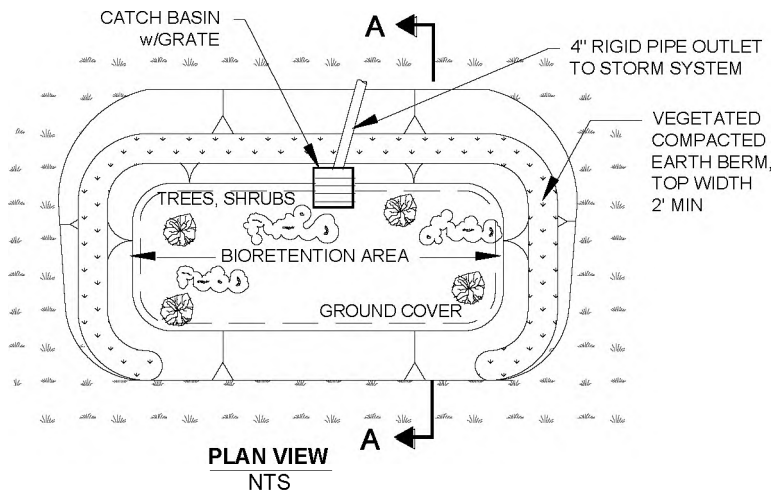 CATCH BASIN
w/GRATE
A
4" RIGID PIPE OUTLET
TO STORM SYSTEM
VEGETATED
COMPACTED
EARTH BERM,
TOP WIDTH
2' MIN
TREES, SHRUBS
BIORETENTION AREA
GROUND COVER
A
PLAN VIEW
NTS